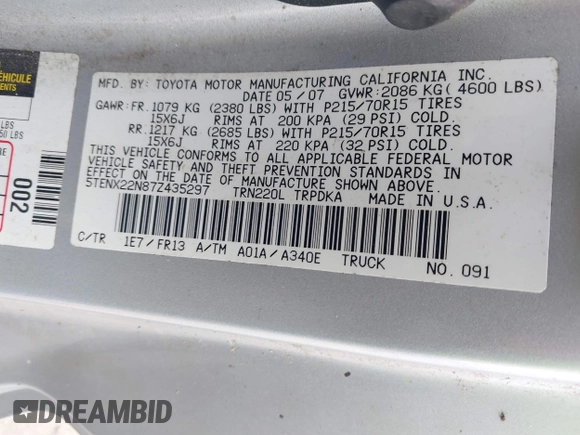 MFD. BY: TOYOTA MOTOR MANUFACTURING CALIFORNIA INC.
DATE 05 / 07 GVWR: 2086 KG( 4600 LBS)
GAWR: FR. 1079 KG (2380 LBS) WITH P215/70R15 TIRES
15X6J RIMS AT 200 KPA (29 PSI) COLD.
RR. 1217 KG (2685 LBS) WITH P215/70R15 TIRES
15X6J RIMS AT 220 KPA (32 PSI) COLD.
THIS VEHICLE CONFORMS TO ALL APPLICABLE FEDERAL MOTOR
VEHICLE SAFETY AND THEFT PREVENTION STANDARDS IN
EFFECT ON THE DATE OF MANUFACTURE SHOWN ABOVE.
5TENX22N87Z435297 TRN220L TRPDKA MADE IN U.S.A.
C/TR 1E7/FR13 A/TM A01A/A340E TRUCK NO. 091
VÉHICULE
LBS
002
DREAMBID